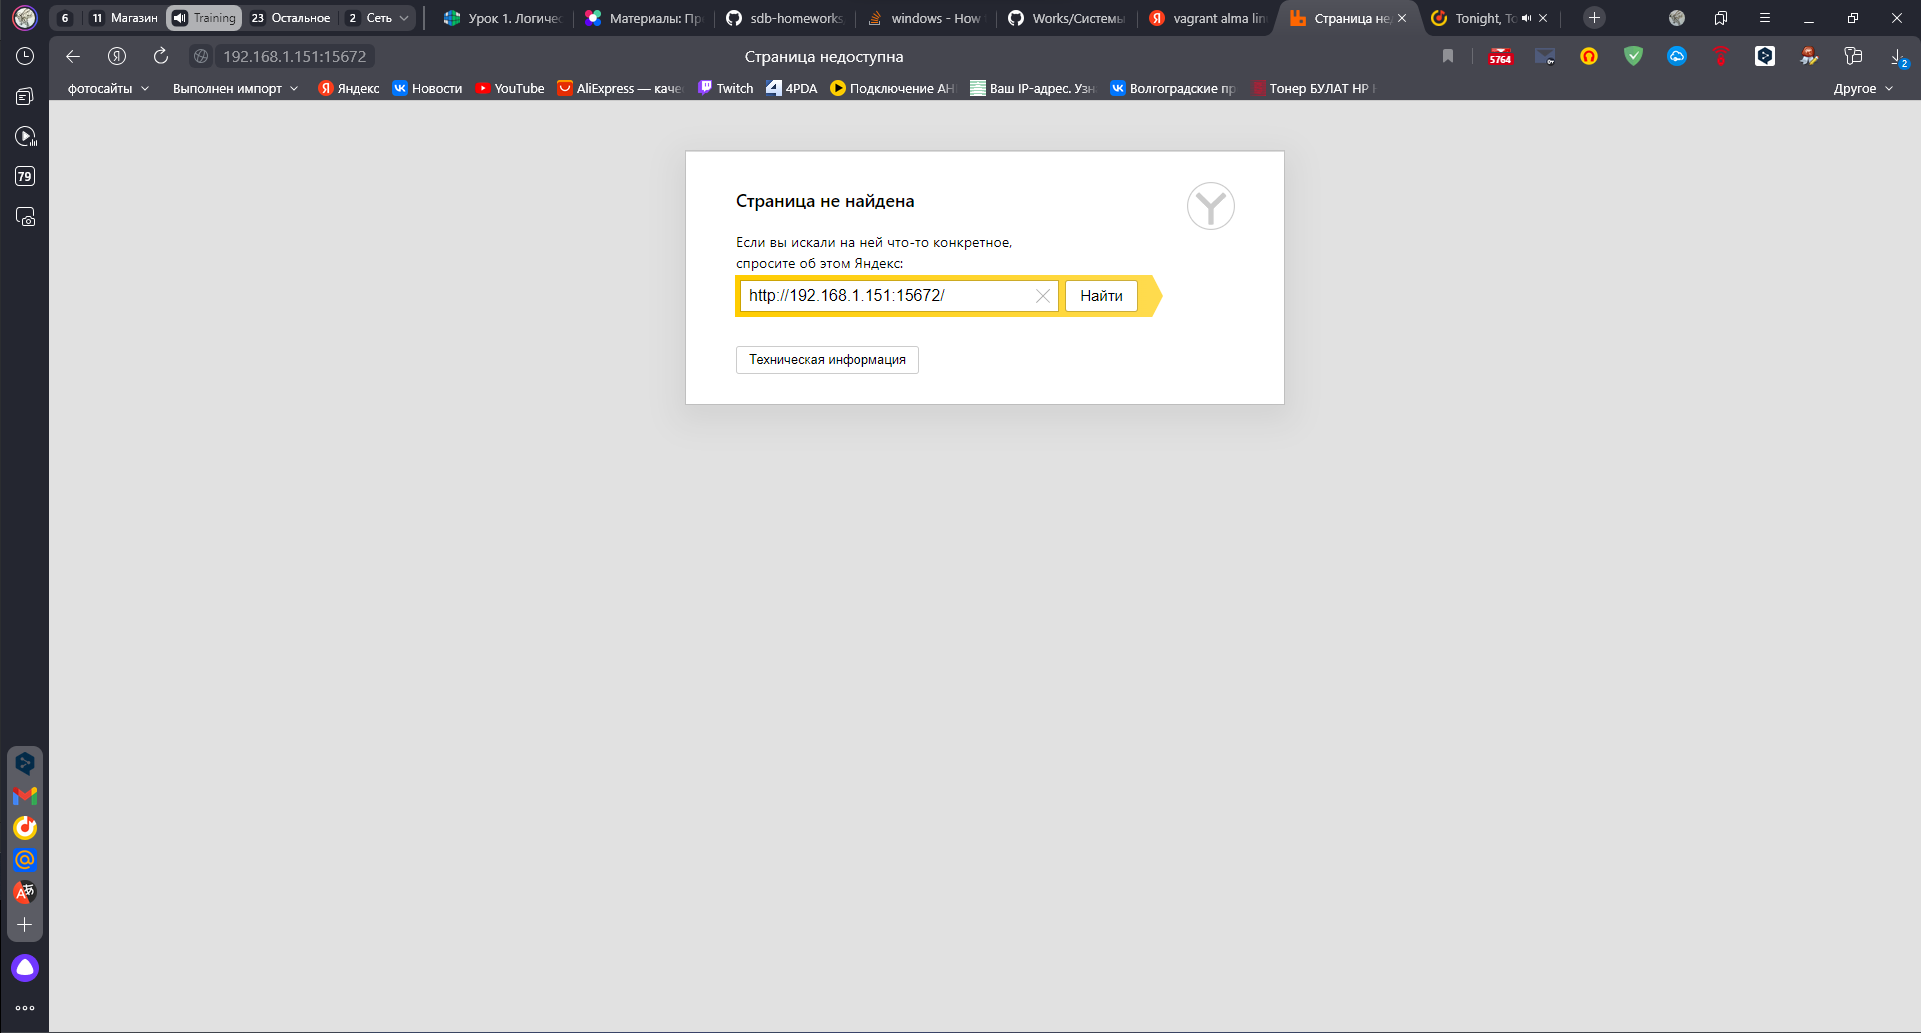 6
11 Магазин
Training
23 Остальное
2 Сеть
Урок 1. Логичес
Материалы: Пр
sdb-homeworks
windows - How
Works/Системы
vagrant alma lin
Страница не
Tonight, To
192.168.1.151:15672
Страница недоступна
5764
2
фотосайты
Выполнен импорт
Яндекс
Новости
YouTube
AliExpress — каче
Twitch
4PDA
Подключение АН
Ваш IP-адрес. Узн
Волгоградские пр
Тонер БУЛАТ HP
Другое
79
Страница не найдена
Если вы искали на ней что-то конкретное,
спросите об этом Яндекс:
http://192.168.1.151:15672/
Найти
Техническая информация